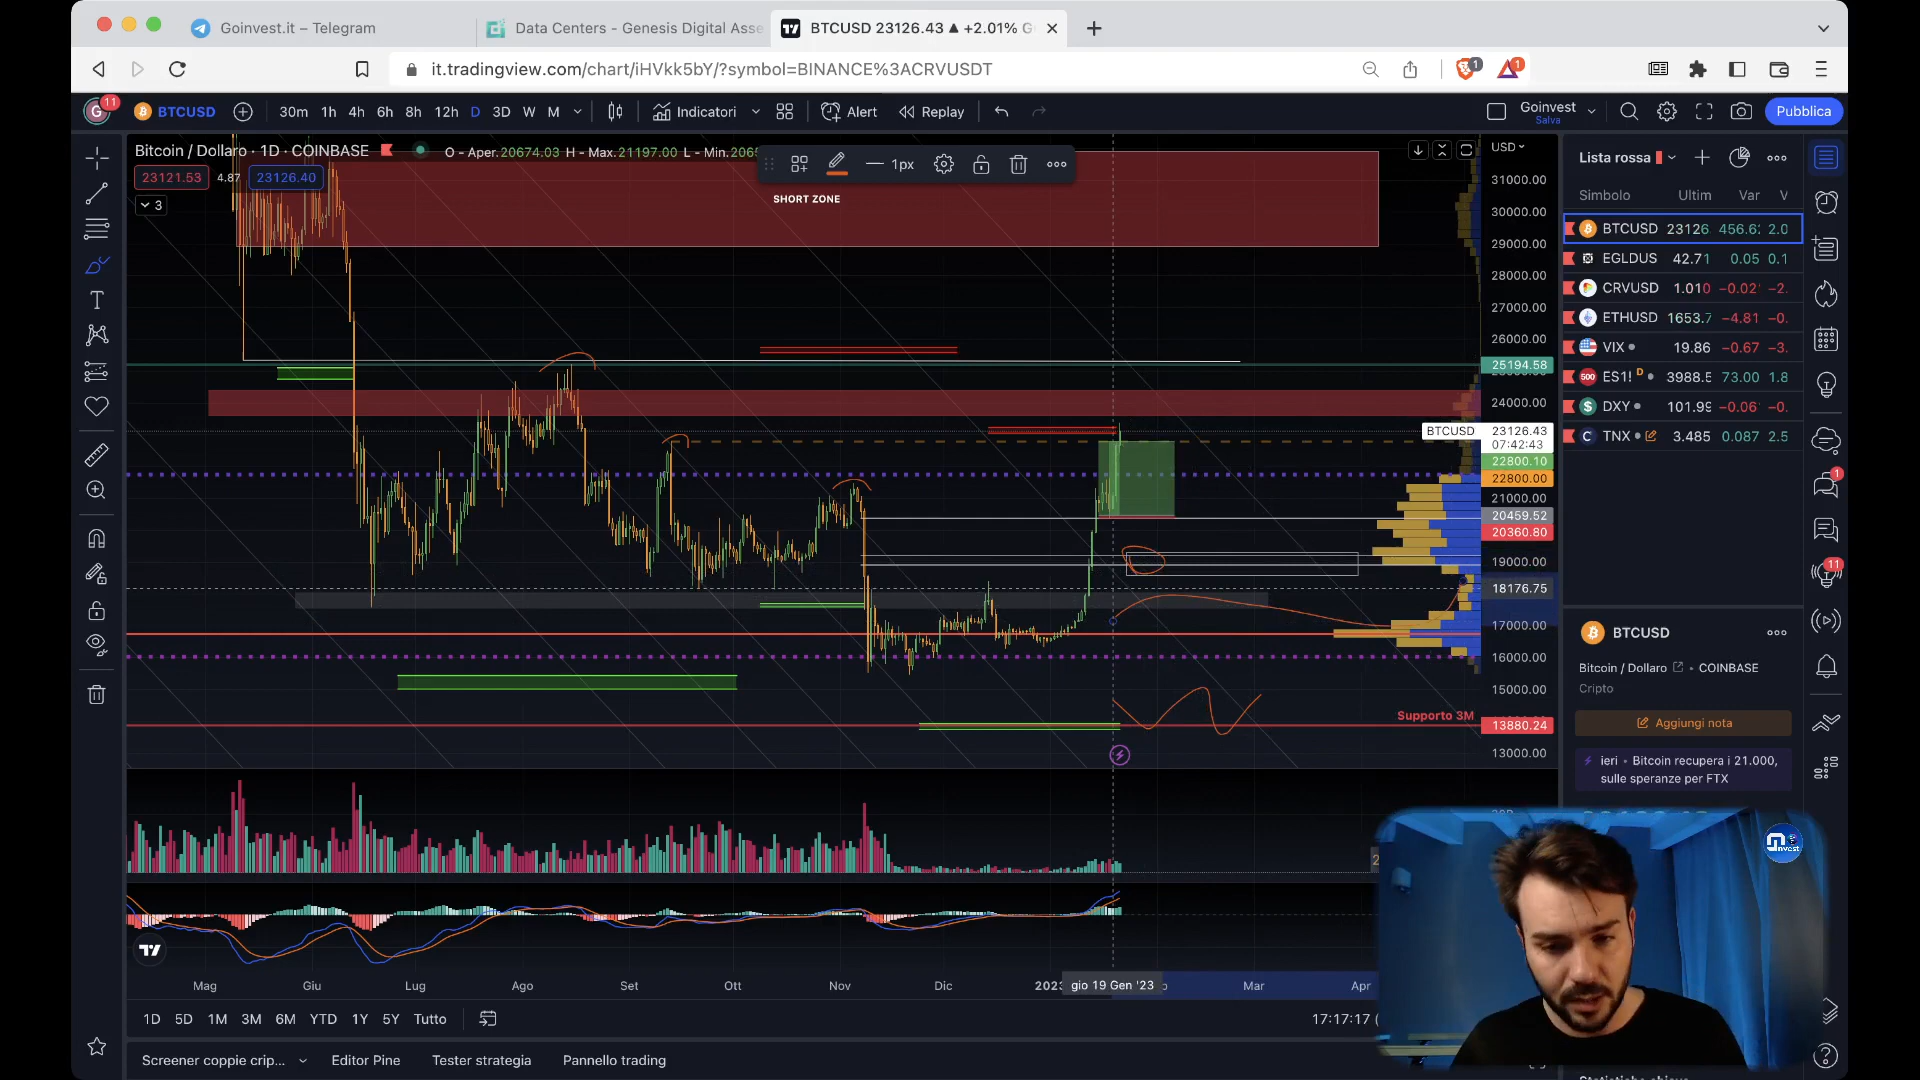 Goinvest.it – Telegram
Data Centers - Genesis Digital Asse
BTCUSD 23126.43 ▲ +2.01% G
it.tradingview.com/chart/iHVkk5bY/?symbol=BINANCE%3ACRVUSDT
1
1
G
11
BTCUSD
30m 1h 4h 6h 8h 12h D 3D W M
Indicatori
Alert
Replay
Goinvest
Salva
Pubblica
Bitcoin / Dollaro · 1D · COINBASE
O - Aper.20674.03 H - Max.21197.00 L - Min.206
23121.53 4.87 23126.40
3
1px
SHORT ZONE
USD
31000.00
30000.00
29000.00
28000.00
27000.00
26000.00
25194.58
24000.00
BTCUSD 23126.43
07:42:43
22800.10
22800.00
21000.00
20459.52
20360.80
19000.00
18176.75
17000.00
16000.00
15000.00
Supporto 3M
13880.24
13000.00
Lista rossa
Simbolo Ultim Var V
BTCUSD 23126. 456.6 2.0
EGLDUS 42.71 0.05 0.1
CRVUSD 1.010 −0.02 −2.
ETHUSD 1653.7 −4.81 −0.
VIX 19.86 −0.67 −3.
500 ES1! D 3988.5 73.00 1.8
DXY 101.99 −0.06 −0.
C TNX 3.485 0.087 2.5
BTCUSD
Bitcoin / Dollaro • COINBASE
Cripto
Aggiungi nota
ieri • Bitcoin recupera i 21.000,
sulle speranze per FTX
1
11
invest
Mag Giu Lug Ago Set Ott Nov Dic 2023 gio 19 Gen '23 Mar Apr
1D 5D 1M 3M 6M YTD 1Y 5Y Tutto
17:17:17 (
Screener coppie crip...
Editor Pine
Tester strategia
Pannello trading